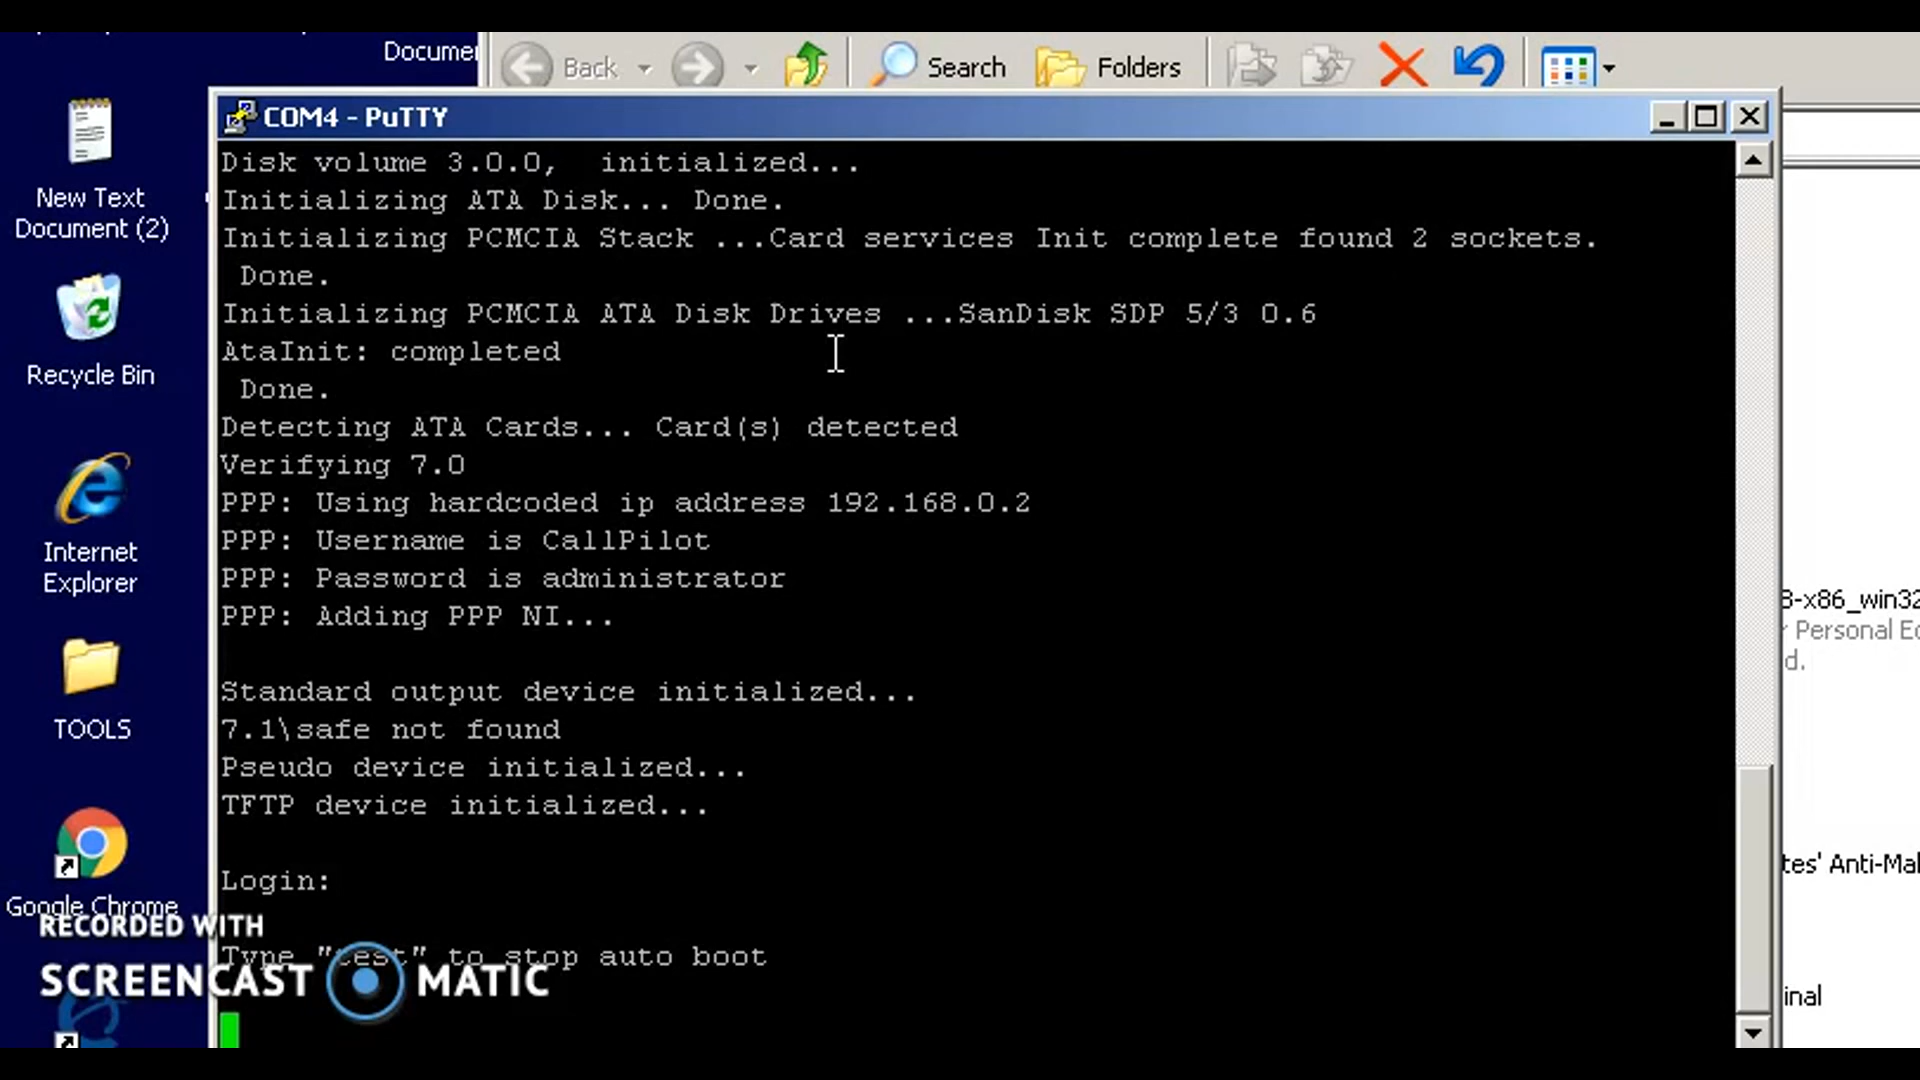 Documen
Back
Search
Folders
COM4 - PuTTY
New Text
Document (2)
Recycle Bin
Internet
Explorer
TOOLS
Google Chrome
Disk volume 3.0.0,  initialized...
Initializing ATA Disk... Done.
Initializing PCMCIA Stack ...Card services Init complete found 2 sockets.
Done.
Initializing PCMCIA ATA Disk Drives ...SanDisk SDP 5/3 0.6
AtaInit: completed
Done.
Detecting ATA Cards... Card(s) detected
Verifying 7.0
PPP: Using hardcoded ip address 192.168.0.2
PPP: Username is CallPilot
PPP: Password is administrator
PPP: Adding PPP NI...
Standard output device initialized...
7.1\safe not found
Pseudo device initialized...
TFTP device initialized...
Login:
Type "test" to stop auto boot
8-x86_win32
Personal Ed
d.
tes' Anti-Mal
inal
RECORDED WITH
SCREENCAST MATIC